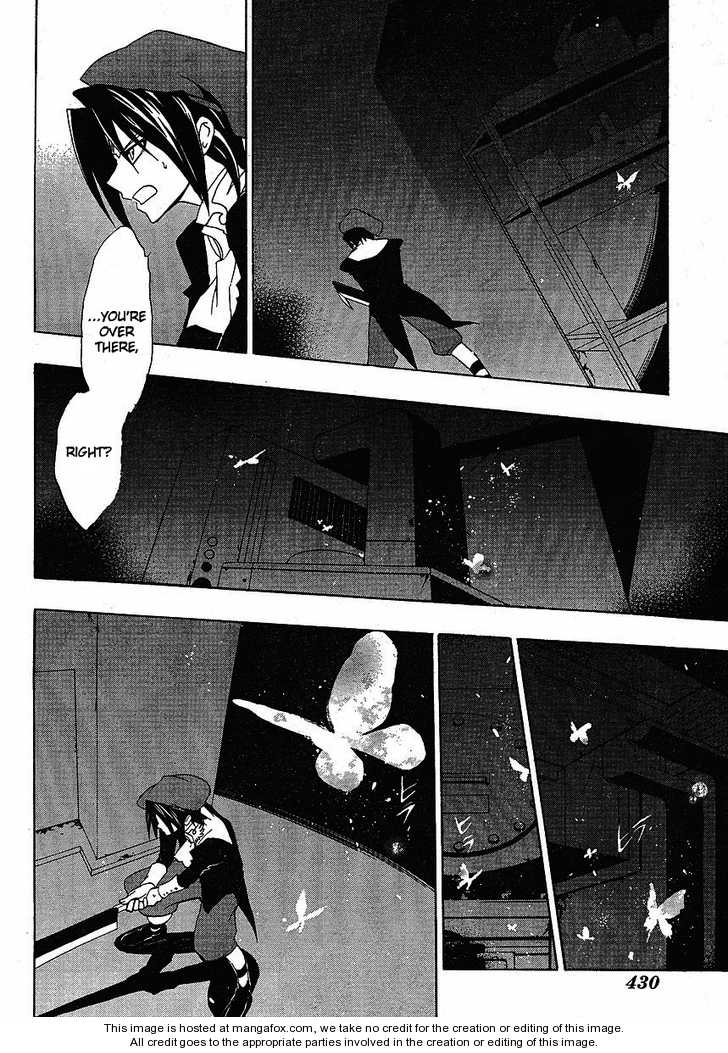 ...YOU'RE
OVER
THERE,
RIGHT?
ヒラ
ヒラ
430
This image is hosted at mangafox.com, we take no credit for the creation or editing of this image.
All credit goes to the appropriate parties involved in the creation or editing of this image.